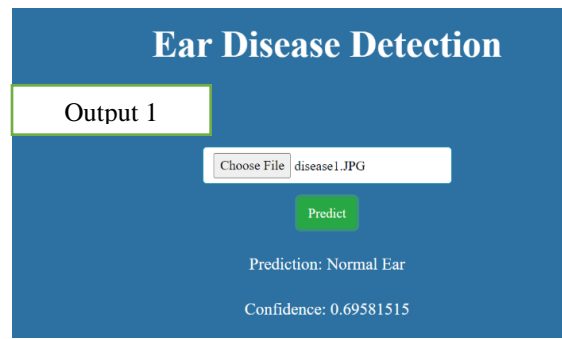 Ear Disease Detection
Output 1
Choose File disease1.JPG
Predict
Prediction: Normal Ear
Confidence: 0.69581515